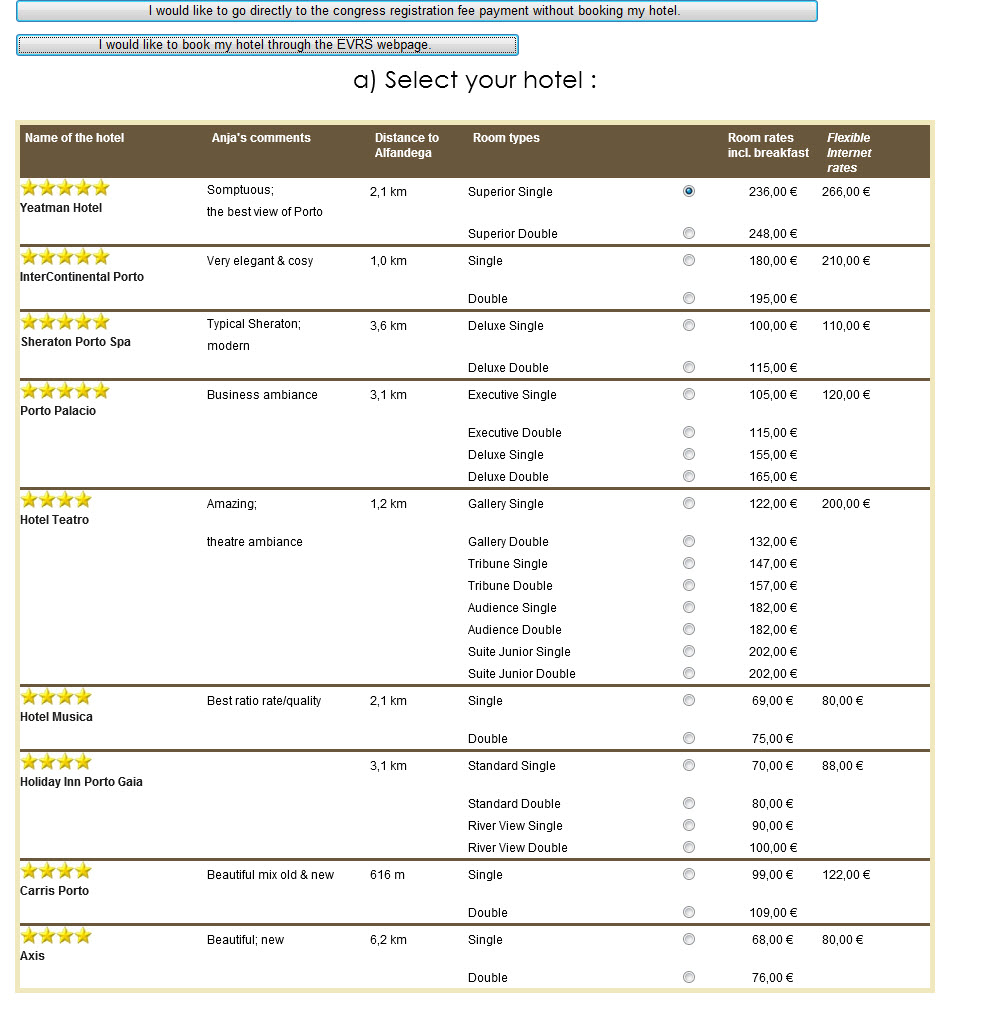 I would like to go directly to the congress registration fee payment without booking my hotel.
I would like to book my hotel through the EVRS webpage.
a) Select your hotel :
Name of the hotel Anja's comments Distance to Alfandega Room types Room rates incl. breakfast Flexible Internet rates
Somptuous; 2,1 km Superior Single 236,00 € 266,00 €
Yeatman Hotel the best view of Porto
Superior Double 248,00 €
Very elegant & cosy 1,0 km Single 180,00 € 210,00 €
InterContinental Porto
Double 195,00 €
Typical Sheraton; 3,6 km Deluxe Single 100,00 € 110,00 €
Sheraton Porto Spa modern
Deluxe Double 115,00 €
Business ambiance 3,1 km Executive Single 105,00 € 120,00 €
Porto Palacio
Executive Double 115,00 €
Deluxe Single 155,00 €
Deluxe Double 165,00 €
Amazing; 1,2 km Gallery Single 122,00 € 200,00 €
Hotel Teatro
theatre ambiance Gallery Double 132,00 €
Tribune Single 147,00 €
Tribune Double 157,00 €
Audience Single 182,00 €
Audience Double 182,00 €
Suite Junior Single 202,00 €
Suite Junior Double 202,00 €
Best ratio rate/quality 2,1 km Single 69,00 € 80,00 €
Hotel Musica
Double 75,00 €
3,1 km Standard Single 70,00 € 88,00 €
Holiday Inn Porto Gaia
Standard Double 80,00 €
River View Single 90,00 €
River View Double 100,00 €
Beautiful mix old & new 616 m Single 99,00 € 122,00 €
Carris Porto
Double 109,00 €
Beautiful; new 6,2 km Single 68,00 € 80,00 €
Axis
Double 76,00 €